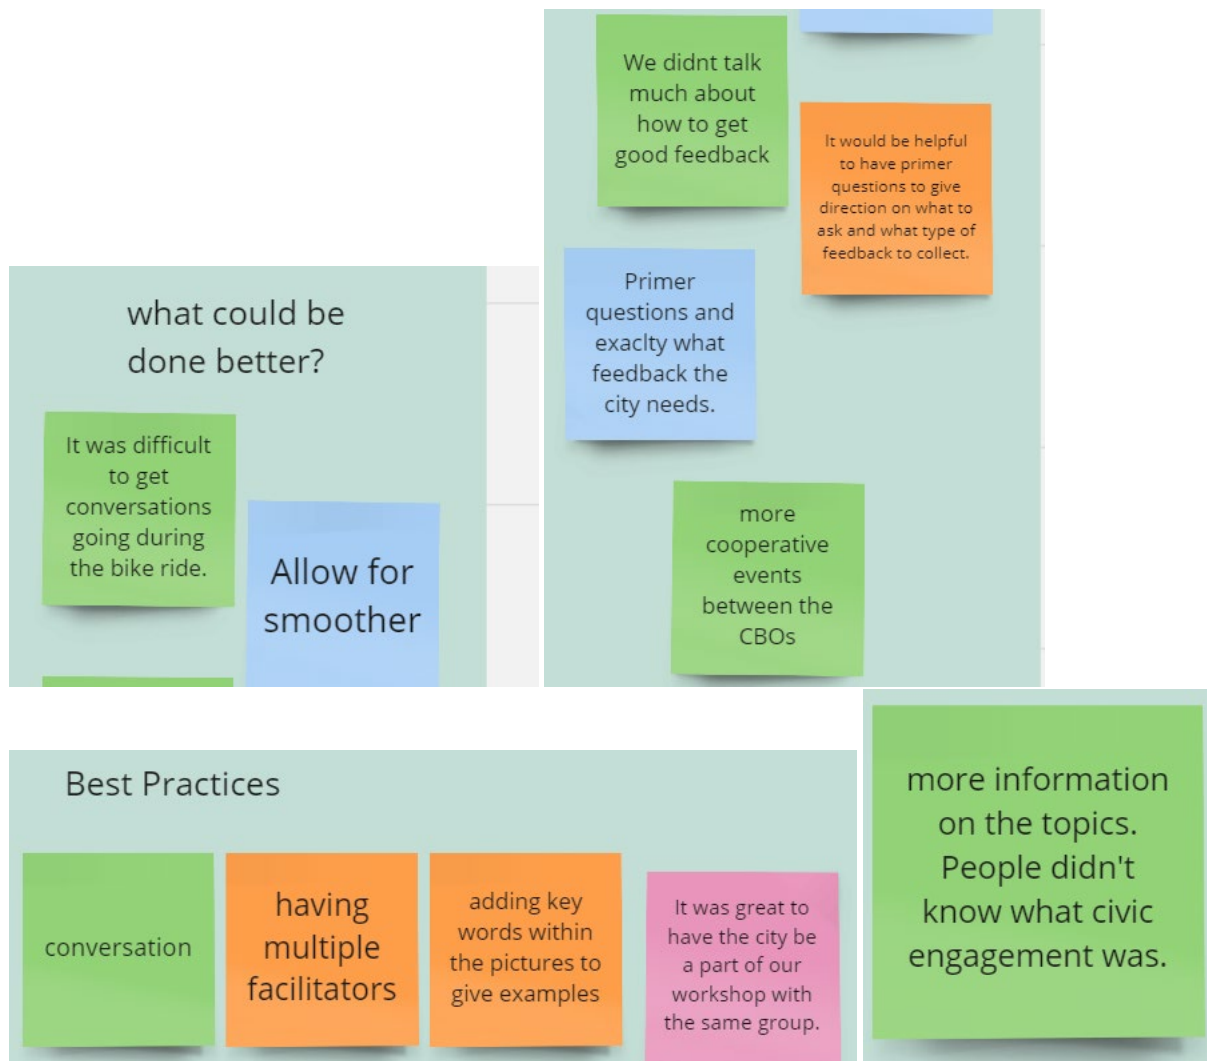 We didnt talk
much about
how to get
good feedback
It would be helpful
to have primer
questions to give
direction on what to
ask and what type of
feedback to collect.
Primer
questions and
exaclty what
feedback the
city needs.
more
cooperative
events
between the
CBOs
what could be
done better?
It was difficult
to get
conversations
going during
the bike ride.
Allow for
smoother
Best Practices
conversation
having
multiple
facilitators
adding key
words within
the pictures to
give examples
It was great to
have the city be
a part of our
workshop with
the same group.
more information
on the topics.
People didn't
know what civic
engagement was.